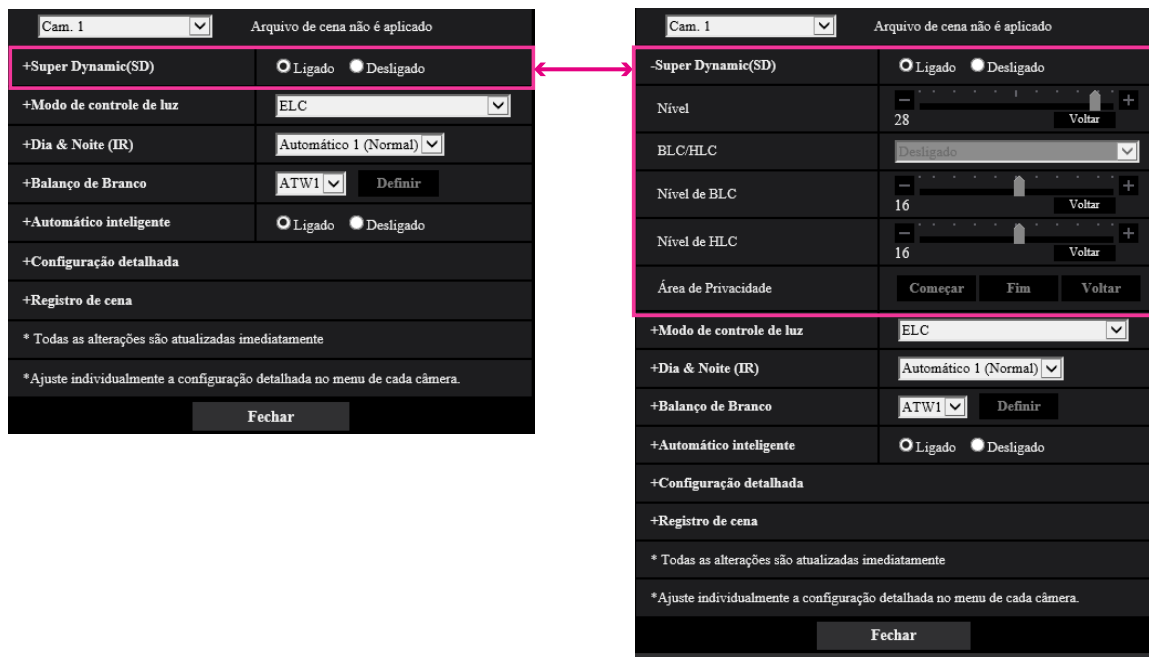 Cam. 1 Arquivo de cena não é aplicado
+Super Dynamic(SD) Ligado Desligado
+Modo de controle de luz ELC
+Dia & Noite (IR) Automático 1 (Normal)
+Balanço de Branco ATW1 Definir
+Automático inteligente Ligado Desligado
+Configuração detalhada
+Registro de cena
* Todas as alterações são atualizadas imediatamente
*Ajuste individualmente a configuração detalhada no menu de cada câmera.
Fechar
Cam. 1 Arquivo de cena não é aplicado
-Super Dynamic(SD) Ligado Desligado
Nível
28 Voltar
BLC/HLC Desligado
Nível de BLC
16 Voltar
Nível de HLC
16 Voltar
Área de Privacidade Começar Fim Voltar
+Modo de controle de luz ELC
+Dia & Noite (IR) Automático 1 (Normal)
+Balanço de Branco ATW1 Definir
+Automático inteligente Ligado Desligado
+Configuração detalhada
+Registro de cena
* Todas as alterações são atualizadas imediatamente
*Ajuste individualmente a configuração detalhada no menu de cada câmera.
Fechar